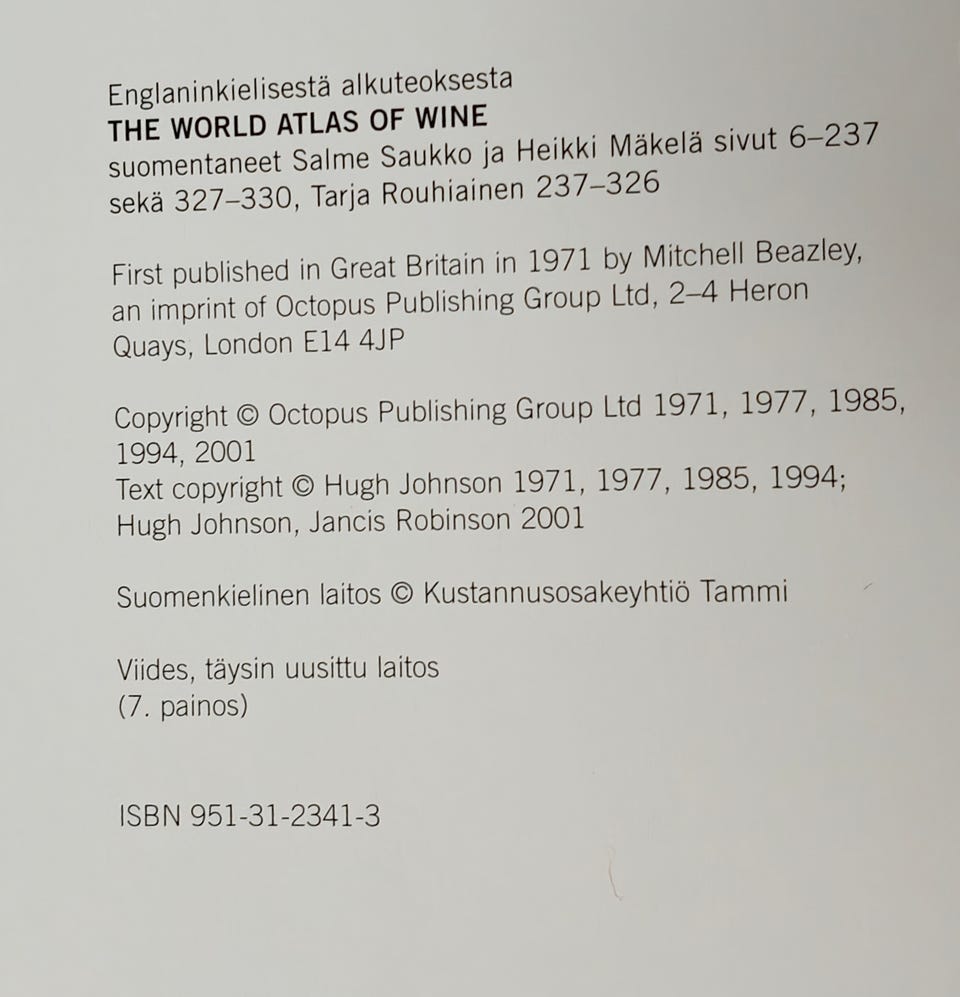 Englaninkielisestä alkuteoksesta
THE WORLD ATLAS OF WINE
suomentaneet Salme Saukko ja Heikki Mäkelä sivut 6–237
sekä 327–330, Tarja Rouhiainen 237–326
First published in Great Britain in 1971 by Mitchell Beazley,
an imprint of Octopus Publishing Group Ltd, 2–4 Heron
Quays, London E14 4JP
Copyright © Octopus Publishing Group Ltd 1971, 1977, 1985,
1994, 2001
Text copyright © Hugh Johnson 1971, 1977, 1985, 1994;
Hugh Johnson, Jancis Robinson 2001
Suomenkielinen laitos © Kustannusosakeyhtiö Tammi
Viides, täysin uusittu laitos
(7. painos)
ISBN 951-31-2341-3